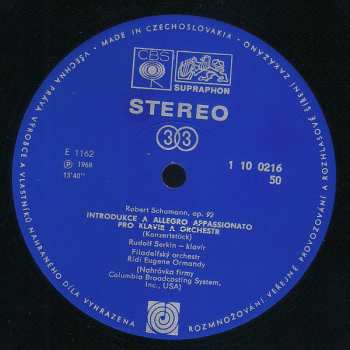 MADE IN CZECHOSLOVAKIA • VŠECHNA PRÁVA VÝROBCE A VLASTNÍKŮ NAHRANÉHO DÍLA VYHRAZENA
ROZMNOŽOVÁNÍ VEŘEJNÉ PROVOZOVÁNÍ A ROZHLASOVÉ ŠÍŘENÍ ZAKÁZÁNO
CBS
SUPRAPHON
STEREO
33
E 1162
Ⓟ 1968
13'40"
1 10 0216
50
Robert Schumann, op. 92
INTRODUKCE A ALLEGRO APPASSIONATO
PRO KLAVÍR A ORCHESTR
(Konzertstück)
Rudolf Serkin – klavír
Filadelfský orchestr
Řídí Eugene Ormandy
(Nahrávka firmy
Columbia Broadcasting System,
Inc., USA)